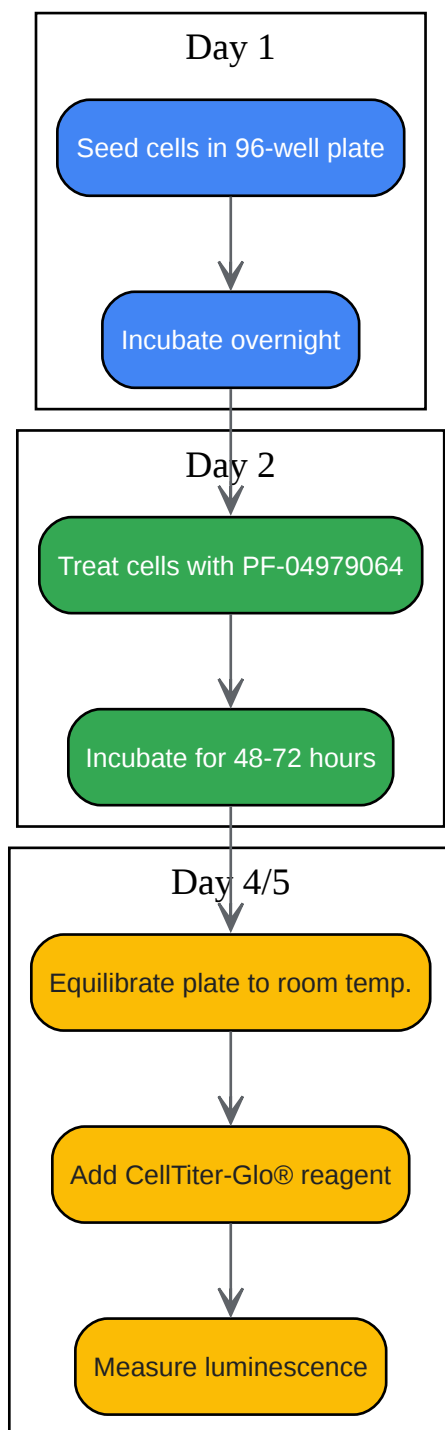 Day 1
Seed cells in 96-well plate
Incubate overnight
Day 2
Treat cells with PF-04979064
Incubate for 48-72 hours
Day 4/5
Equilibrate plate to room temp.
Add CellTiter-Glo® reagent
Measure luminescence